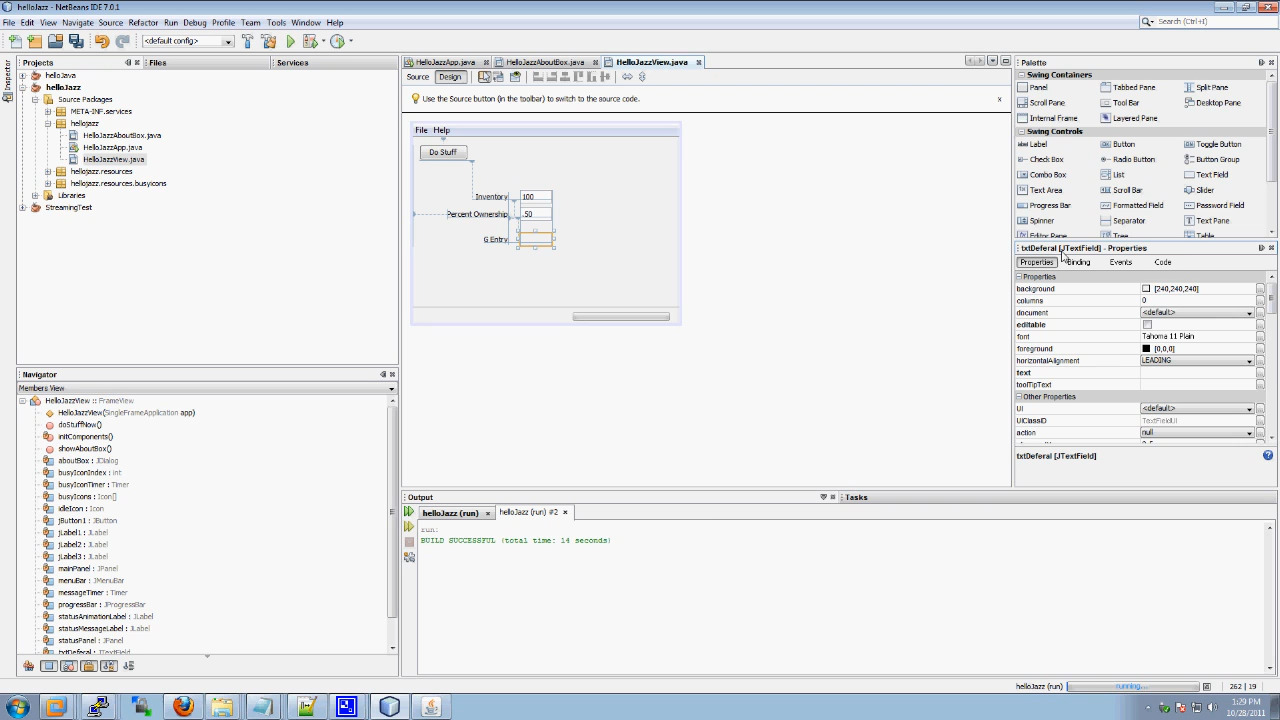 helloJazz - NetBeans IDE 7.0.1
File Edit View Navigate Source Refactor Run Debug Profile Team Tools Window Help
Search (Ctrl+I)
<default config>
Inspector
Projects
Files
Services
helloJava
helloJazz
Source Packages
META-INF.services
hellojazz
HelloJazzAboutBox.java
HelloJazzApp.java
HelloJazzView.java
hellojazz.resources
hellojazz.resources.busyicons
Libraries
StreamingTest
HelloJazzApp.java
HelloJazzAboutBox.java
HelloJazzView.java
Source Design
Use the Source button (in the toolbar) to switch to the source code.
File Help
Do Stuff
Inventory 100
Percent Ownership .50
G Entry
Palette
Swing Containers
Panel Tabbed Pane Split Pane
Scroll Pane Tool Bar Desktop Pane
Internal Frame Layered Pane
Swing Controls
Label Button Toggle Button
Check Box Radio Button Button Group
Combo Box List Text Field
Text Area Scroll Bar Slider
Progress Bar Formatted Field Password Field
Spinner Separator Text Pane
Editor Pane Tree Table
txtDeferal [JTextField] - Properties
Properties Binding Events Code
Properties
background [240,240,240]
columns 0
document <default>
editable
font Tahoma 11 Plain
foreground [0,0,0]
horizontalAlignment LEADING
text
toolTipText
Other Properties
UI <default>
UIClassID TextFieldUI
action null
txtDeferal [JTextField]
Navigator
Members View
HelloJazzView :: FrameView
HelloJazzView(SingleFrameApplication app)
doStuffNow()
initComponents()
showAboutBox()
aboutBox : JDialog
busyIconIndex : int
busyIconTimer : Timer
busyIcons : Icon[]
idleIcon : Icon
jButton1 : JButton
jLabel1 : JLabel
jLabel2 : JLabel
jLabel3 : JLabel
mainPanel : JPanel
menuBar : JMenuBar
messageTimer : Timer
progressBar : JProgressBar
statusAnimationLabel : JLabel
statusMessageLabel : JLabel
statusPanel : JPanel
txtDeferal : JTextField
Output
Tasks
helloJazz (run)
helloJazz (run) #2
run:
BUILD SUCCESSFUL (total time: 14 seconds)
helloJazz (run)
running...
262 | 19
1:29 PM
10/28/2011